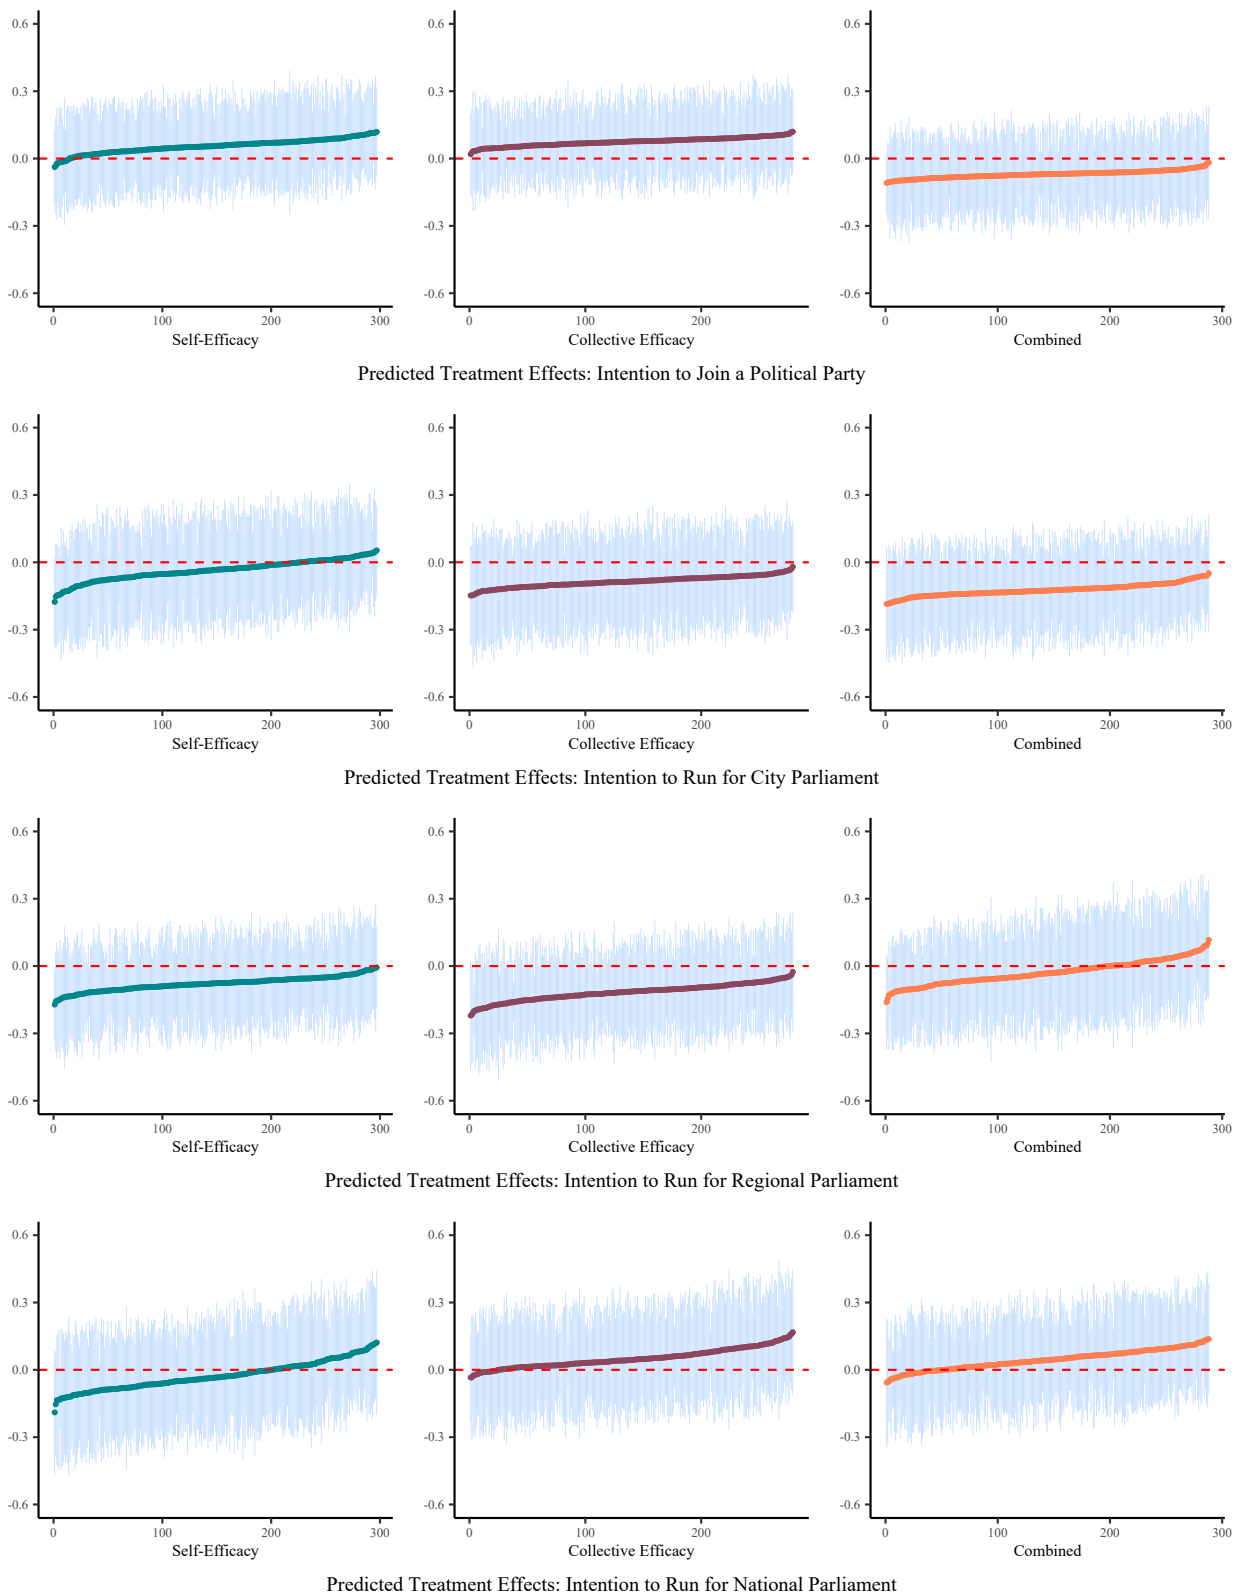 0.6
0.3
0.0
-0.3
-0.6
0 100 200 300
Self-Efficacy
0.6
0.3
0.0
-0.3
-0.6
0 100 200
Collective Efficacy
0.6
0.3
0.0
-0.3
-0.6
0 100 200 300
Combined
Predicted Treatment Effects: Intention to Join a Political Party
0.6
0.3
0.0
-0.3
-0.6
0 100 200 300
Self-Efficacy
0.6
0.3
0.0
-0.3
-0.6
0 100 200
Collective Efficacy
0.6
0.3
0.0
-0.3
-0.6
0 100 200 300
Combined
Predicted Treatment Effects: Intention to Run for City Parliament
0.6
0.3
0.0
-0.3
-0.6
0 100 200 300
Self-Efficacy
0.6
0.3
0.0
-0.3
-0.6
0 100 200
Collective Efficacy
0.6
0.3
0.0
-0.3
-0.6
0 100 200 300
Combined
Predicted Treatment Effects: Intention to Run for Regional Parliament
0.6
0.3
0.0
-0.3
-0.6
0 100 200 300
Self-Efficacy
0.6
0.3
0.0
-0.3
-0.6
0 100 200
Collective Efficacy
0.6
0.3
0.0
-0.3
-0.6
0 100 200 300
Combined
Predicted Treatment Effects: Intention to Run for National Parliament